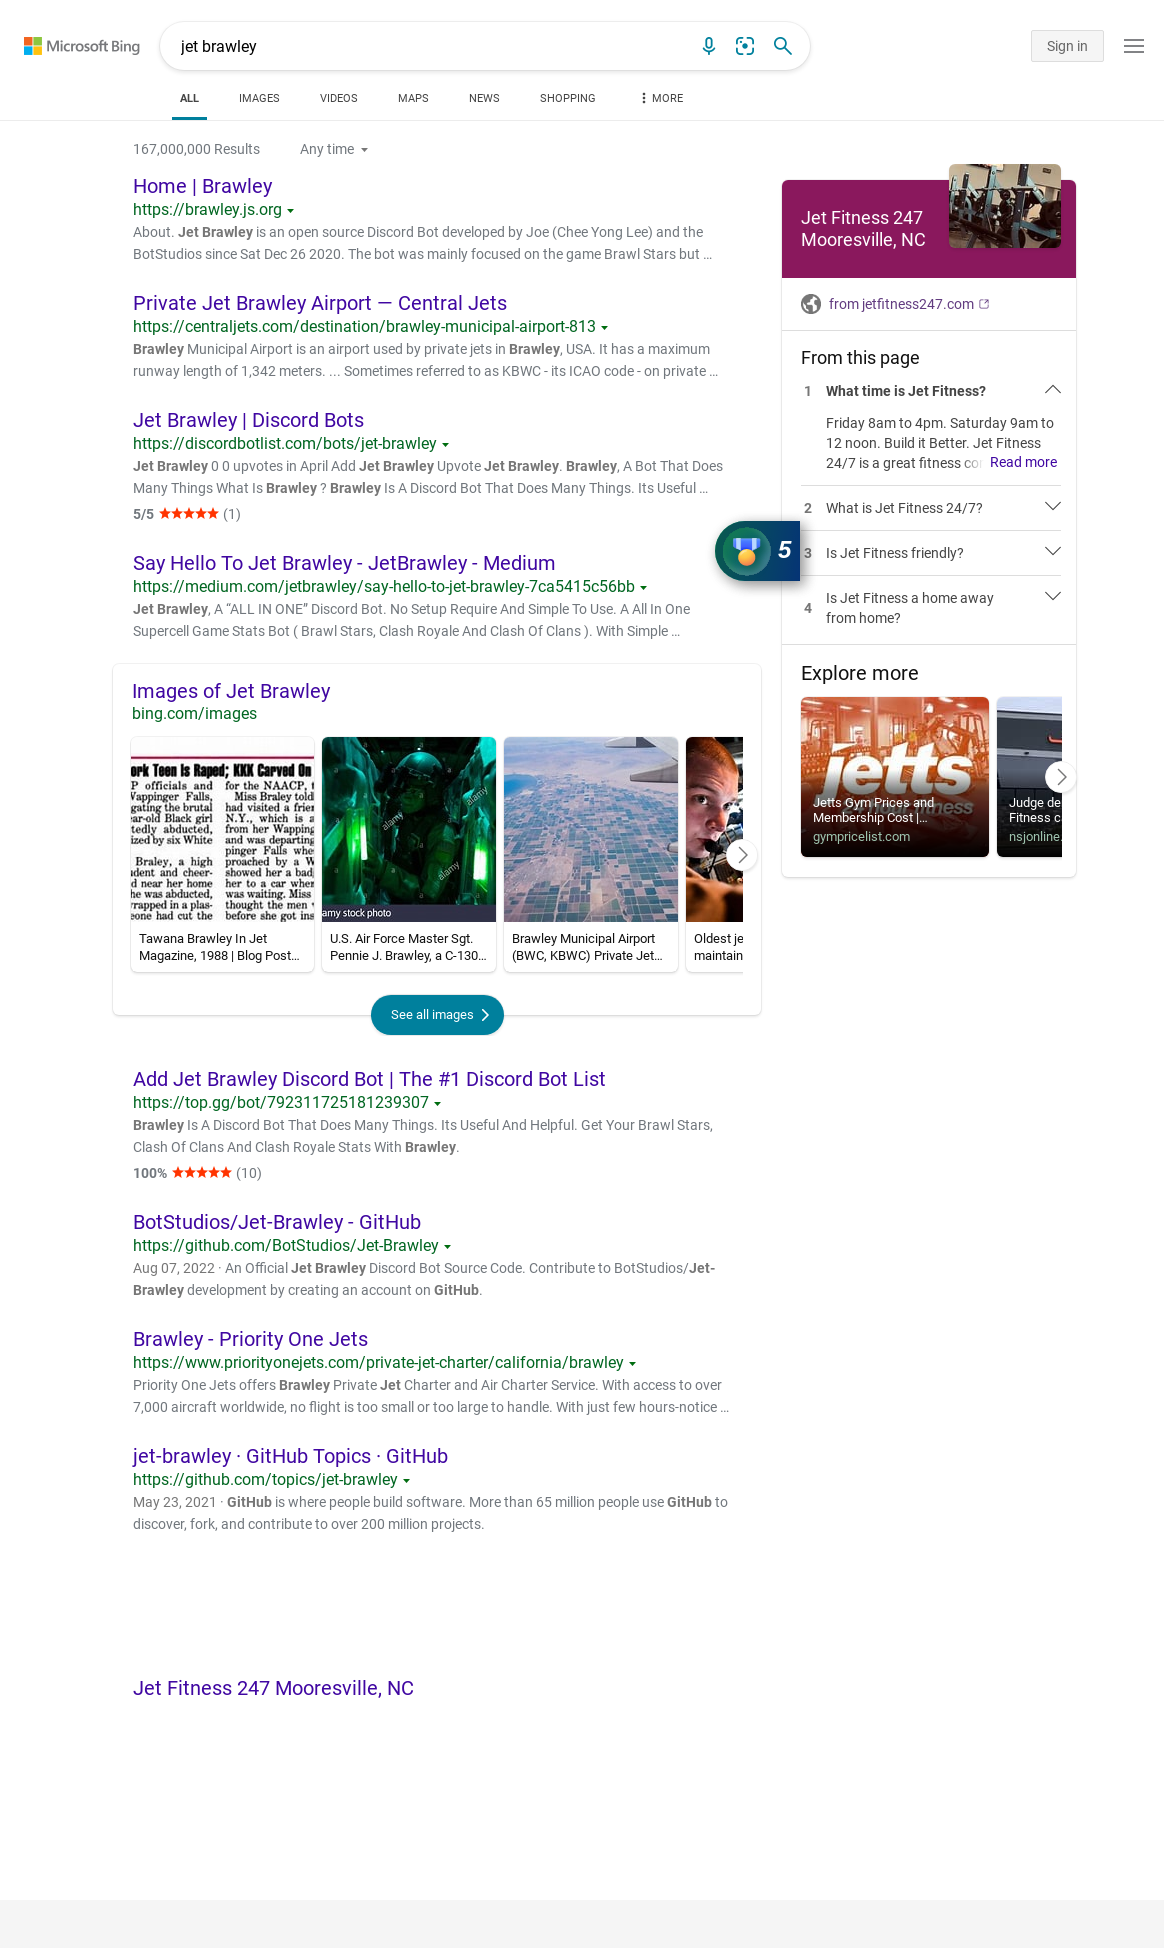 Microsoft Bing
jet brawley
Sign in
ALL
IMAGES
VIDEOS
MAPS
NEWS
SHOPPING
MORE
167,000,000 Results
Any time
Home | Brawley
https://brawley.js.org
About. Jet Brawley is an open source Discord Bot developed by Joe (Chee Yong Lee) and the
BotStudios since Sat Dec 26 2020. The bot was mainly focused on the game Brawl Stars but ...
Private Jet Brawley Airport — Central Jets
https://centraljets.com/destination/brawley-municipal-airport-813
Brawley Municipal Airport is an airport used by private jets in Brawley, USA. It has a maximum
runway length of 1,342 meters. ... Sometimes referred to as KBWC - its ICAO code - on private ...
Jet Brawley | Discord Bots
https://discordbotlist.com/bots/jet-brawley
Jet Brawley 0 0 upvotes in April Add Jet Brawley Upvote Jet Brawley. Brawley, A Bot That Does
Many Things What Is Brawley ? Brawley Is A Discord Bot That Does Many Things. Its Useful ...
5/5 ★★★★★ (1)
Say Hello To Jet Brawley - JetBrawley - Medium
https://medium.com/jetbrawley/say-hello-to-jet-brawley-7ca5415c56bb
Jet Brawley, A “ALL IN ONE” Discord Bot. No Setup Require And Simple To Use. A All In One
Supercell Game Stats Bot ( Brawl Stars, Clash Royale And Clash Of Clans ). With Simple ...
Images of Jet Brawley
bing.com/images
ork Teen Is Raped; KKK Carved On
P officials and
Wappinger Falls,
gating the brutal
ear-old Black girl
tedly abducted,
ized by six White
Braley, a high
dent and cheer-
d near her home
he was abducted,
rapped in a plas-
eone had cut the
for the NAACP, t
Miss Braley told
had visited a frie
N.Y., which is a
from her Wapping
and was departing
pinger Falls whe
proached by a W
showed her a bad
her to a car wher
was waiting. Miss
thought the men
before she got ins
Tawana Brawley In Jet
Magazine, 1988 | Blog Post...
alamy
alamy
alamy
amy stock photo
U.S. Air Force Master Sgt.
Pennie J. Brawley, a C-130...
Brawley Municipal Airport
(BWC, KBWC) Private Jet...
Oldest je
maintain
See all images
Add Jet Brawley Discord Bot | The #1 Discord Bot List
https://top.gg/bot/792311725181239307
Brawley Is A Discord Bot That Does Many Things. Its Useful And Helpful. Get Your Brawl Stars,
Clash Of Clans And Clash Royale Stats With Brawley.
100% ★★★★★ (10)
BotStudios/Jet-Brawley - GitHub
https://github.com/BotStudios/Jet-Brawley
Aug 07, 2022 · An Official Jet Brawley Discord Bot Source Code. Contribute to BotStudios/Jet-
Brawley development by creating an account on GitHub.
Brawley - Priority One Jets
https://www.priorityonejets.com/private-jet-charter/california/brawley
Priority One Jets offers Brawley Private Jet Charter and Air Charter Service. With access to over
7,000 aircraft worldwide, no flight is too small or too large to handle. With just few hours-notice ...
jet-brawley · GitHub Topics · GitHub
https://github.com/topics/jet-brawley
May 23, 2021 · GitHub is where people build software. More than 65 million people use GitHub to
discover, fork, and contribute to over 200 million projects.
Jet Fitness 247 Mooresville, NC
Jet Fitness 247
Mooresville, NC
from jetfitness247.com
From this page
1 What time is Jet Fitness?
Friday 8am to 4pm. Saturday 9am to
12 noon. Build it Better. Jet Fitness
24/7 is a great fitness co Read more
2 What is Jet Fitness 24/7?
3 Is Jet Fitness friendly?
5
4 Is Jet Fitness a home away
from home?
Explore more
jetts
Jetts Gym Prices and
Membership Cost |...
gympricelist.com
Judge de
Fitness c
nsjonline.